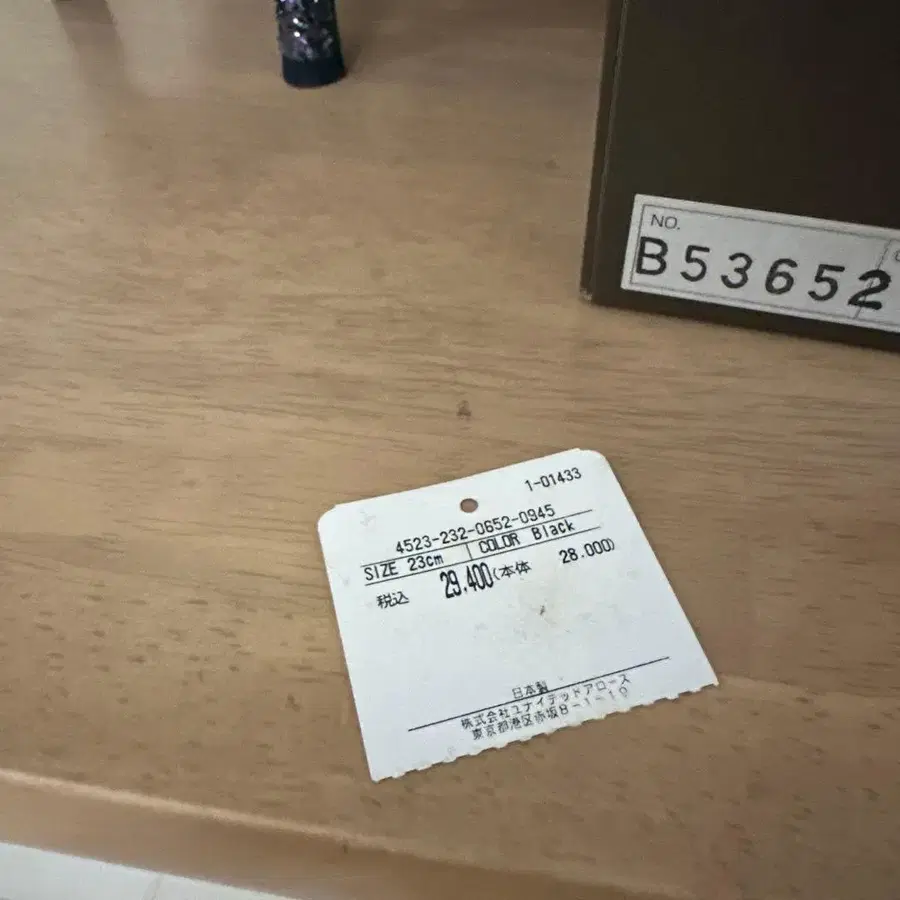 NO.
B53652
1-01433
4523-232-0652-0945
SIZE 23cm COLOR Black
税込 29,400(本体 28,000)
日本製
株式会社ユナイテッドアローズ
東京都港区赤坂8-1-19